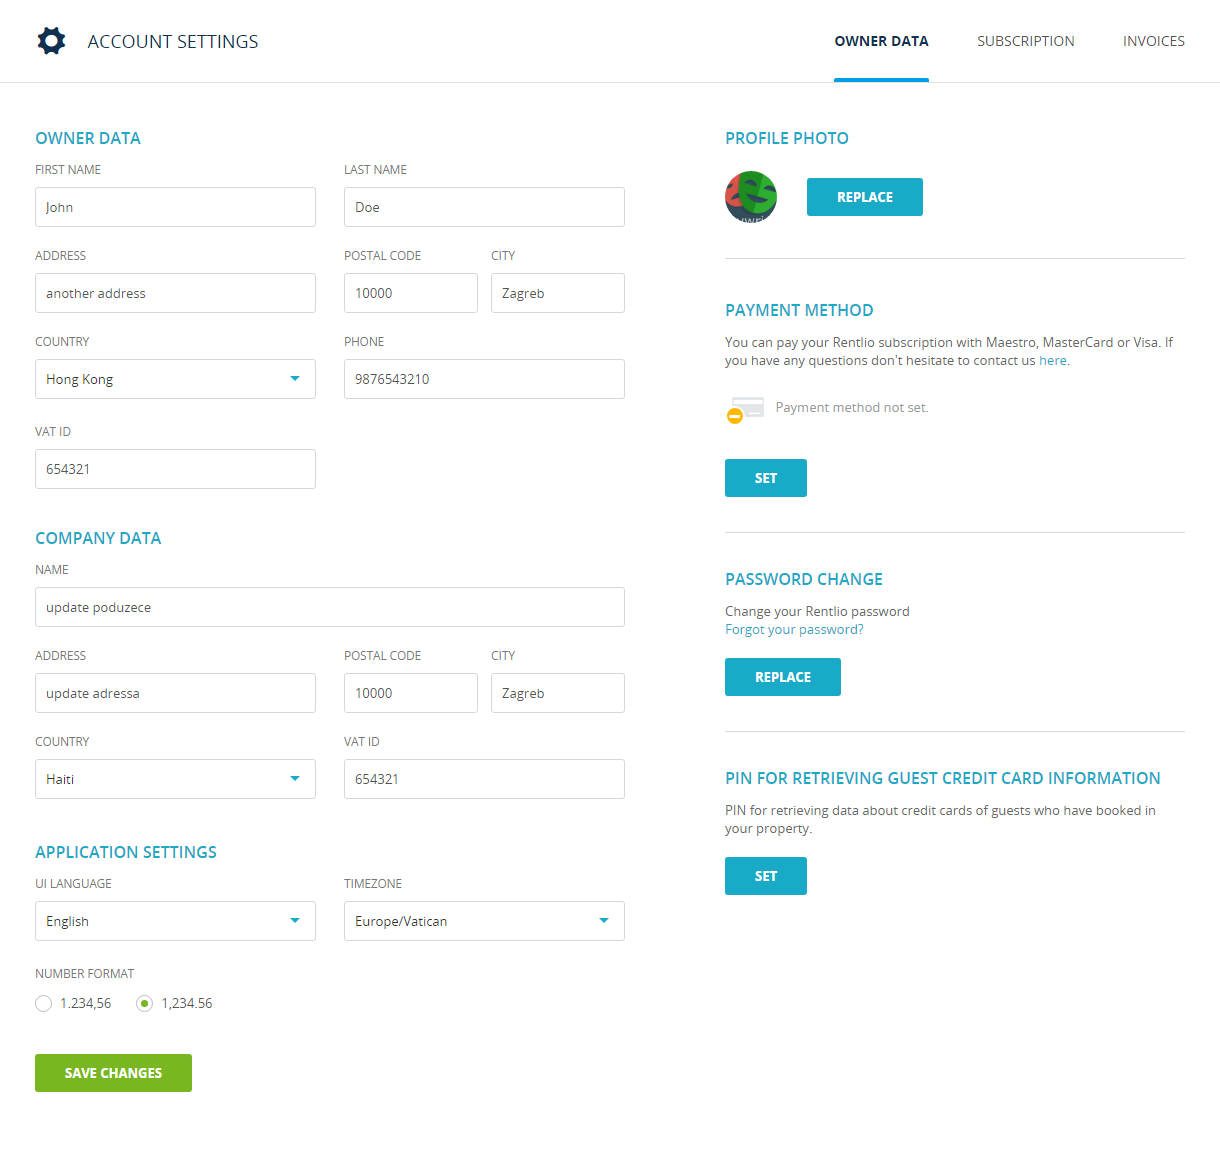 ACCOUNT SETTINGS
OWNER DATA
SUBSCRIPTION
INVOICES
OWNER DATA
FIRST NAME
LAST NAME
John
Doe
ADDRESS
POSTAL CODE
CITY
another address
10000
Zagreb
COUNTRY
PHONE
Hong Kong
9876543210
VAT ID
654321
COMPANY DATA
NAME
update poduzece
ADDRESS
POSTAL CODE
CITY
update adressa
10000
Zagreb
COUNTRY
VAT ID
Haiti
654321
APPLICATION SETTINGS
UI LANGUAGE
TIMEZONE
English
Europe/Vatican
NUMBER FORMAT
1.234,56
1,234.56
SAVE CHANGES
PROFILE PHOTO
REPLACE
PAYMENT METHOD
You can pay your Rentlio subscription with Maestro, MasterCard or Visa. If
you have any questions don't hesitate to contact us here.
Payment method not set.
SET
PASSWORD CHANGE
Change your Rentlio password
Forgot your password?
REPLACE
PIN FOR RETRIEVING GUEST CREDIT CARD INFORMATION
PIN for retrieving data about credit cards of guests who have booked in
your property.
SET